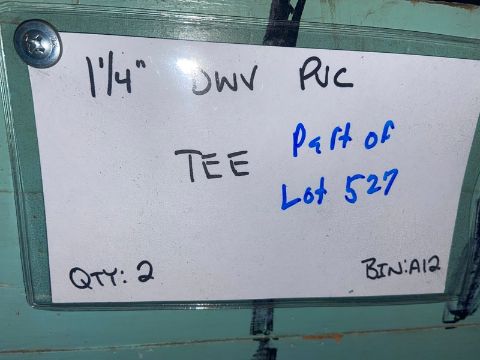 1 1/4" DWV PVC
TEE
Part of
Lot 527
QTY: 2
BIN: A12